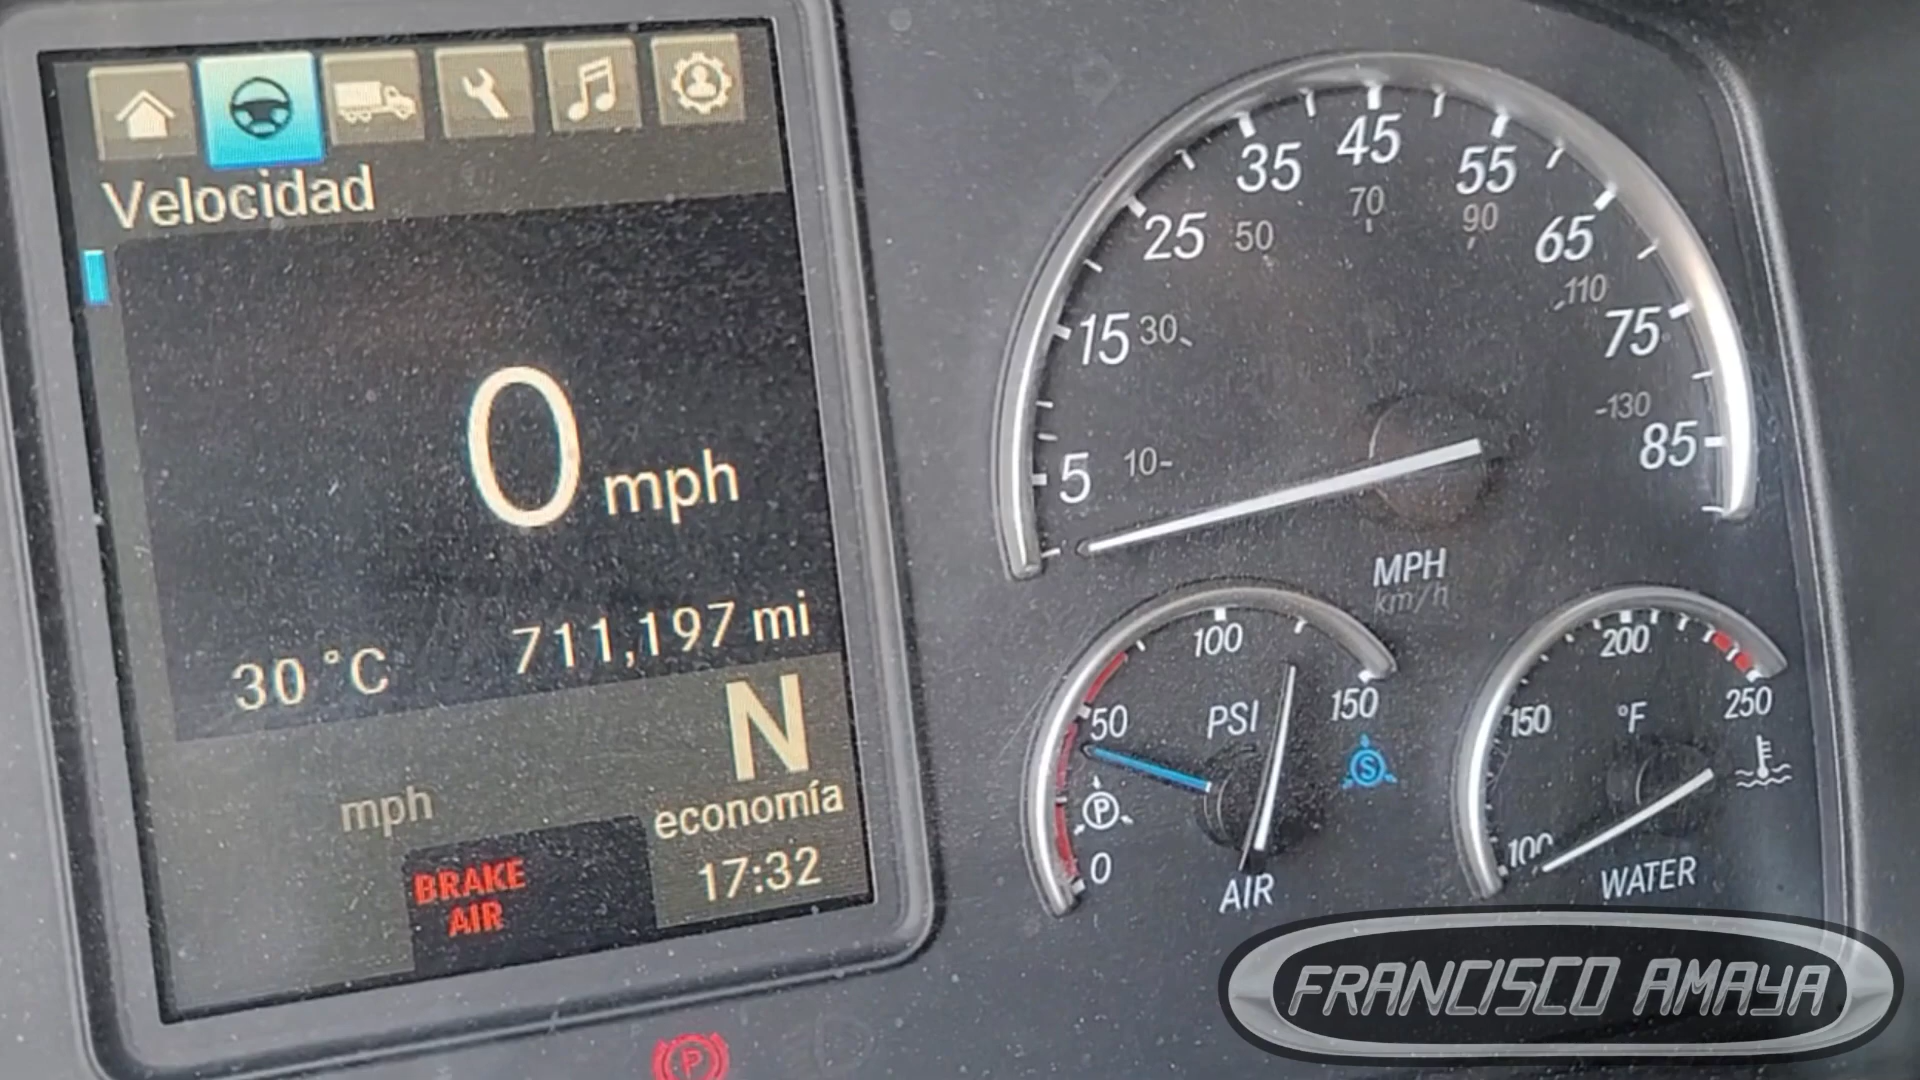 Velocidad
0 mph
30 °C
711,197 mi
N
mph
economía
BRAKE
AIR
17:32
5
15
25
35
45
55
65
75
85
10
30
50
70
90
110
130
MPH
km/h
0
50
100
150
PSI
P
S
AIR
100
150
200
250
°F
WATER
P
FRANCISCO AMAYA